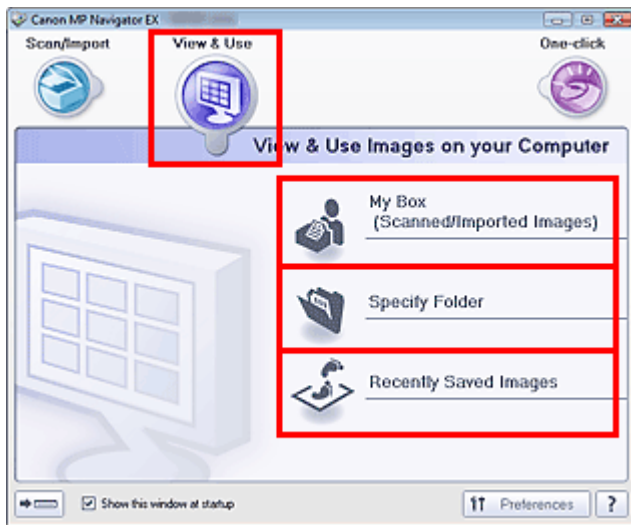 Canon MP Navigator EX
Scan/Import
View & Use
One-click
View & Use Images on your Computer
My Box
(Scanned/Imported Images)
Specify Folder
Recently Saved Images
Show this window at startup
Preferences
?